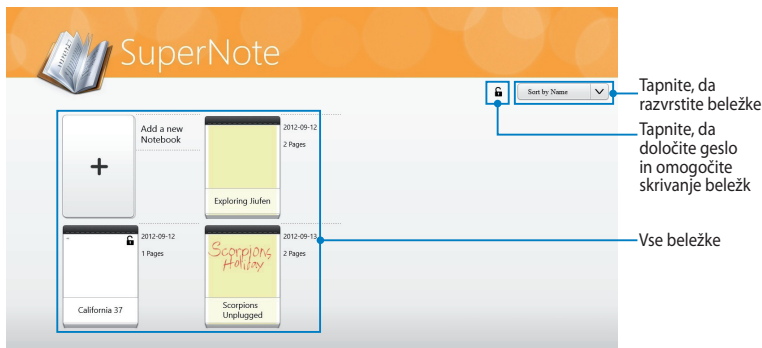 SuperNote
Sort by Name
Tapnite, da
razvrstite beležke
Tapnite, da
določite geslo
in omogočite
skrivanje beležk
Add a new
Notebook
2012-09-12
2 Pages
Exploring Jiufen
2012-09-12
1 Pages
California 37
2012-09-13
2 Pages
Scorpions
Holiday
Scorpions
Unplugged
Vse beležke